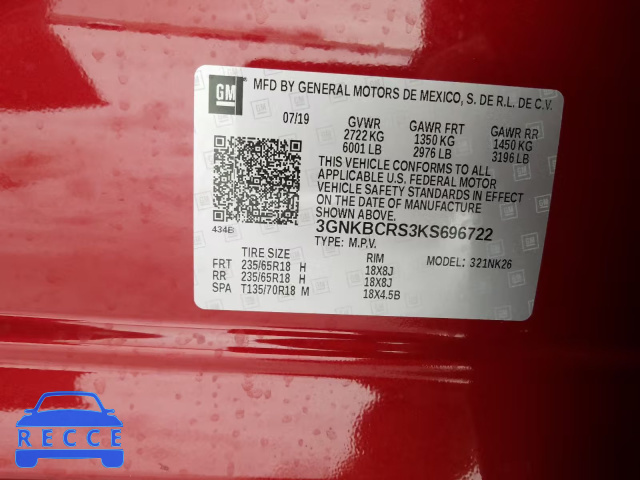 GM MFD BY GENERAL MOTORS DE MEXICO, S. DE R.L. DE C.V.
07/19 GVWR GAWR FRT GAWR RR
2722 KG 1350 KG 1450 KG
6001 LB 2976 LB 3196 LB
THIS VEHICLE CONFORMS TO ALL
APPLICABLE U.S. FEDERAL MOTOR
VEHICLE SAFETY STANDARDS IN EFFECT
ON THE DATE OF MANUFACTURE
SHOWN ABOVE.
434B
3GNKBCRS3KS696722
TYPE: M.P.V. MODEL: 321NK26
TIRE SIZE RIM
FRT 235/65R18 H 18X8J
RR 235/65R18 H 18X8J
SPA T135/70R18 M 18X4.5B
RECCE